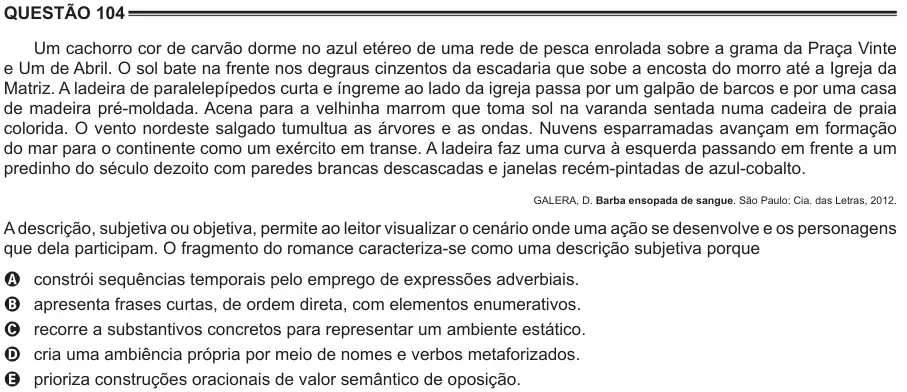 QUESTÃO 104
Um cachorro cor de carvão dorme no azul etéreo de uma rede de pesca enrolada sobre a grama da Praça Vinte
e Um de Abril. O sol bate na frente nos degraus cinzentos da escadaria que sobe a encosta do morro até a Igreja da
Matriz. A ladeira de paralelepípedos curta e íngreme ao lado da igreja passa por um galpão de barcos e por uma casa
de madeira pré-moldada. Acena para a velhinha marrom que toma sol na varanda sentada numa cadeira de praia
colorida. O vento nordeste salgado tumultua as árvores e as ondas. Nuvens esparramadas avançam em formação
do mar para o continente como um exército em transe. A ladeira faz uma curva à esquerda passando em frente a um
predinho do século dezoito com paredes brancas descascadas e janelas recém-pintadas de azul-cobalto.
GALERA, D. Barba ensopada de sangue. São Paulo: Cia. das Letras, 2012.
A descrição, subjetiva ou objetiva, permite ao leitor visualizar o cenário onde uma ação se desenvolve e os personagens
que dela participam. O fragmento do romance caracteriza-se como uma descrição subjetiva porque
A constrói sequências temporais pelo emprego de expressões adverbiais.
B apresenta frases curtas, de ordem direta, com elementos enumerativos.
C recorre a substantivos concretos para representar um ambiente estático.
D cria uma ambiência própria por meio de nomes e verbos metaforizados.
E prioriza construções oracionais de valor semântico de oposição.